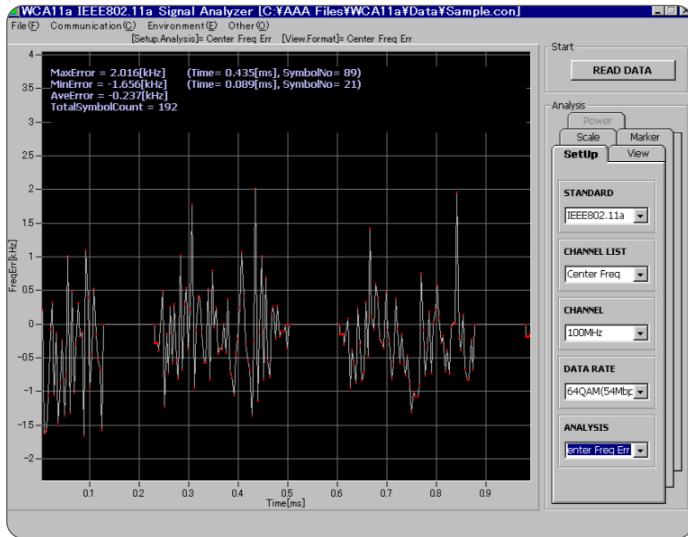 WCA11a IEEE802.11a Signal Analyzer [C:¥AAA Files¥WCA11a¥Data¥Sample.con]
File(F) Communication(C) Environment(E) Other(O)
[Setup.Analysis]= Center Freq Err [View.Format]= Center Freq Err
MaxError = 2.016[kHz] (Time= 0.435[ms], SymbolNo= 89)
MinError = -1.656[kHz] (Time= 0.089[ms], SymbolNo= 21)
AveError = -0.237[kHz]
TotalSymbolCount = 192
4
3.5
3
2.5
2
1.5
1
0.5
0
-0.5
-1
-1.5
-2
FreqErr[kHz]
0.1 0.2 0.3 0.4 0.5 0.6 0.7 0.8 0.9
Time[ms]
Start
READ DATA
Analysis
Power
Scale Marker
SetUp View
STANDARD
IEEE802.11a
CHANNEL LIST
Center Freq
CHANNEL
100MHz
DATA RATE
64QAM(54Mbp
ANALYSIS
enter Freq Err